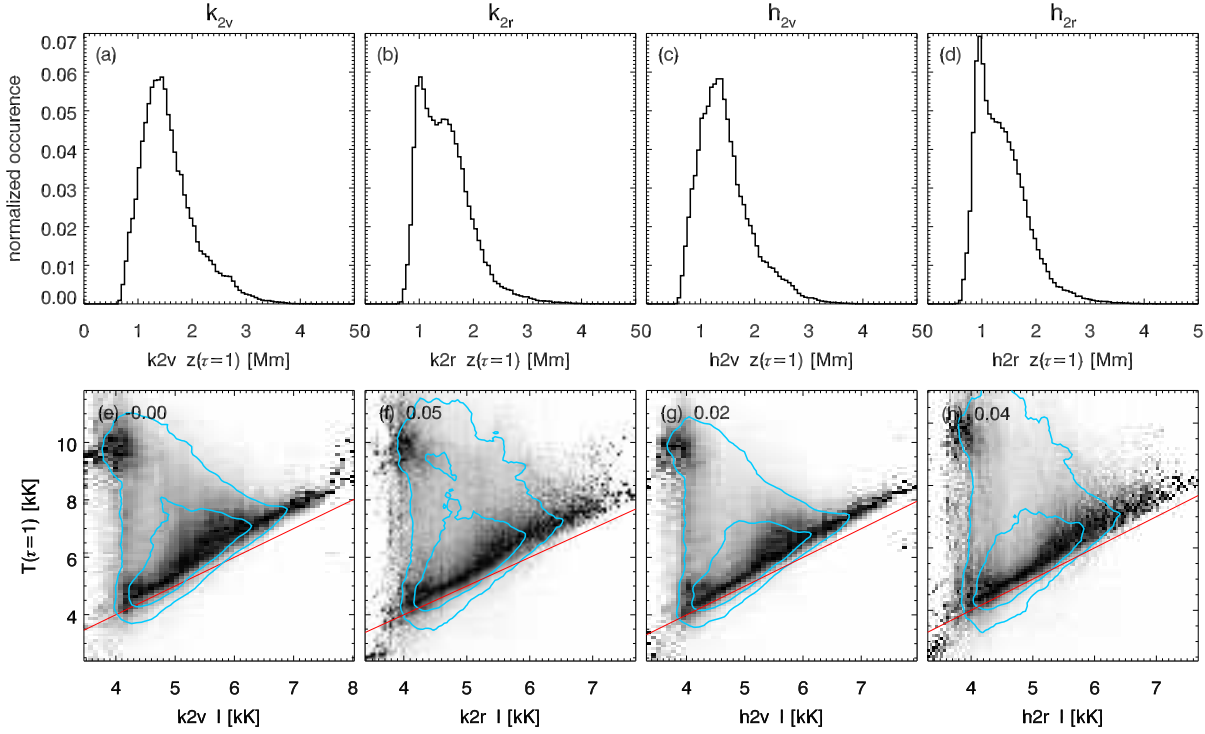 k2v k2r h2v h2r
(a) (b) (c) (d)
0.07
0.06
0.05
0.04
0.03
0.02
0.01
0.00
normalized occurence
0 1 2 3 4 50 1 2 3 4 50 1 2 3 4 50 1 2 3 4 5
k2v z(τ=1) [Mm] k2r z(τ=1) [Mm] h2v z(τ=1) [Mm] h2r z(τ=1) [Mm]
(e) -0.00 (f) 0.05 (g) 0.02 (h) 0.04
10
8
6
4
T(τ=1) [kK]
4 5 6 7 8 4 5 6 7 4 5 6 7 4 5 6 7
k2v I [kK] k2r I [kK] h2v I [kK] h2r I [kK]